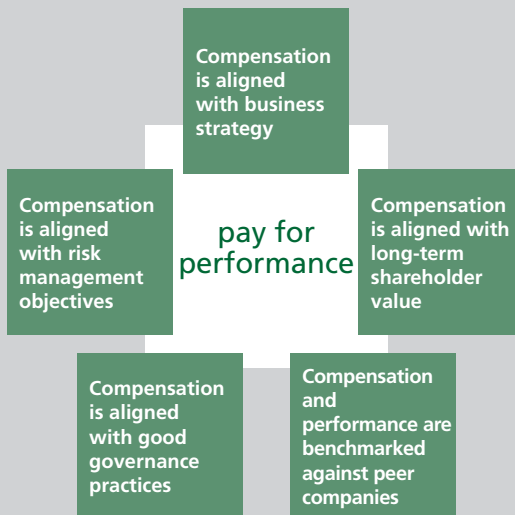 Compensation
is aligned
with business
strategy
Compensation
is aligned
with risk
management
objectives
pay for
performance
Compensation
is aligned with
long-term
shareholder
value
Compensation
is aligned
with good
governance
practices
Compensation
and
performance are
benchmarked
against peer
companies